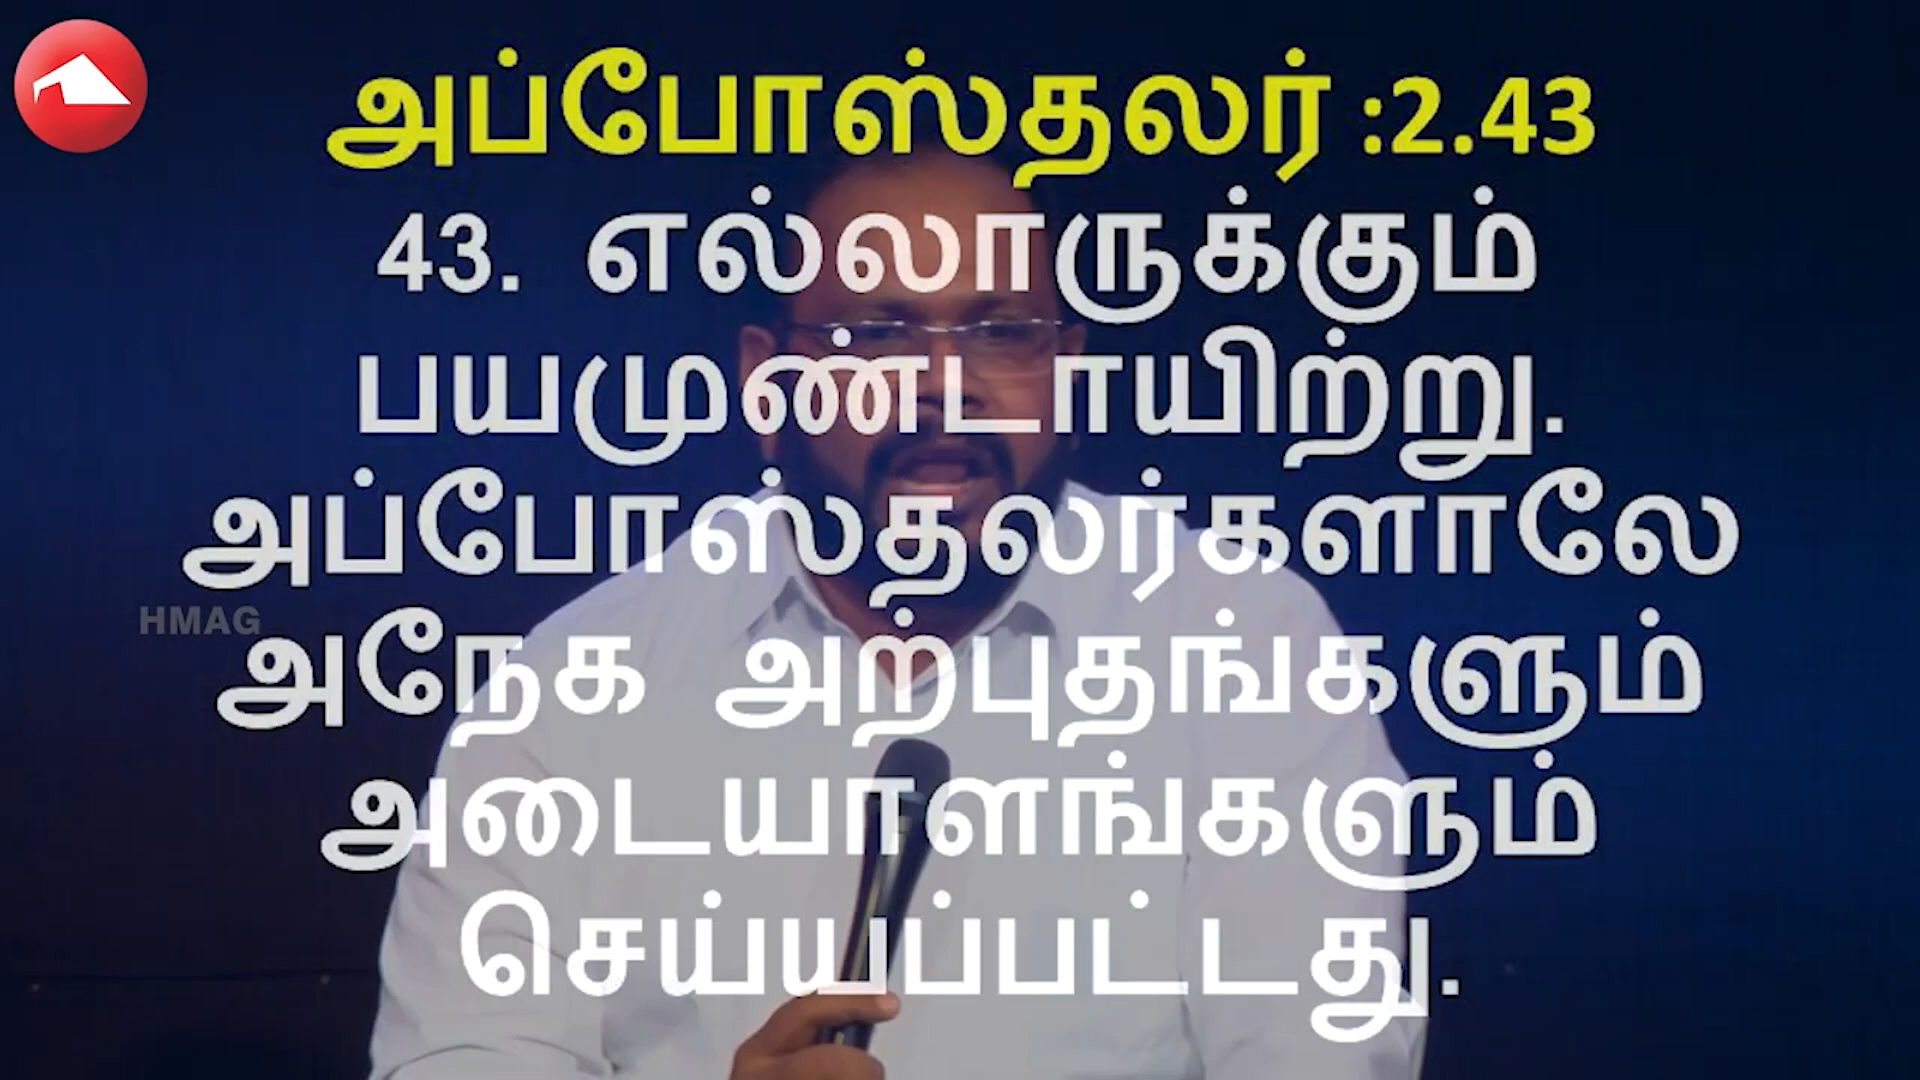 அப்போஸ்தலர் :2.43
43. எல்லாருக்கும்
பயமுண்டாயிற்று.
அப்போஸ்தலர்களாலே
HMAG
அநேக அற்புதங்களும்
அடையாளங்களும்
செய்யப்பட்டது.